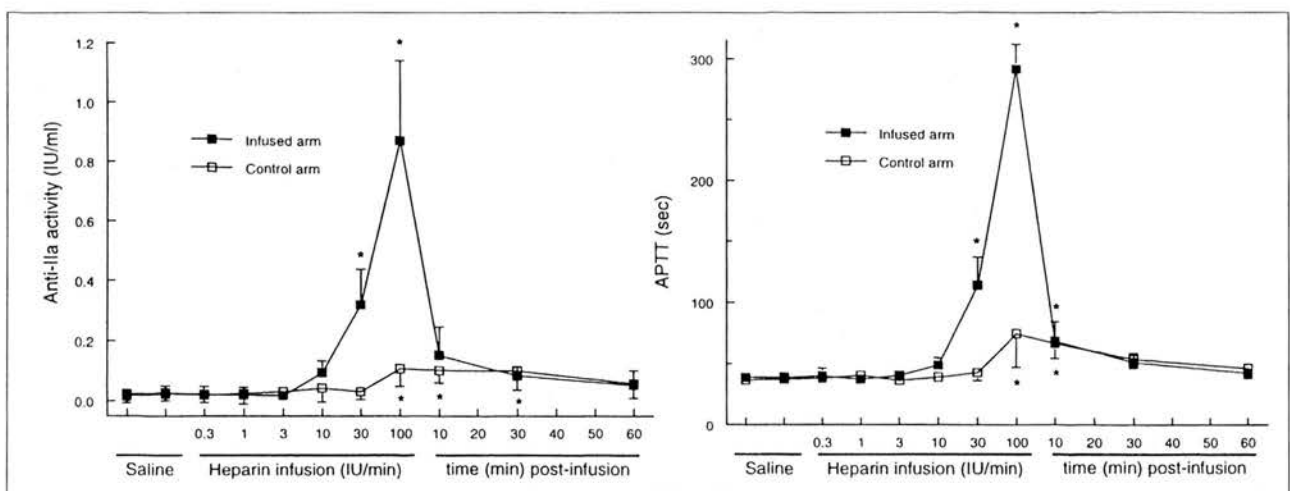 1.2
1.0
0.8
0.6
0.4
0.2
0.0
Anti-IIa activity (IU/ml)
Infused arm
Control arm
*
*
*
*
*
0.3 1 3 10 30 100 10 20 30 40 50 60
Saline Heparin infusion (IU/min) time (min) post-infusion
300
200
100
0
APTT (sec)
Infused arm
Control arm
*
*
*
*
*
0.3 1 3 10 30 100 10 20 30 40 50 60
Saline Heparin infusion (IU/min) time (min) post-infusion